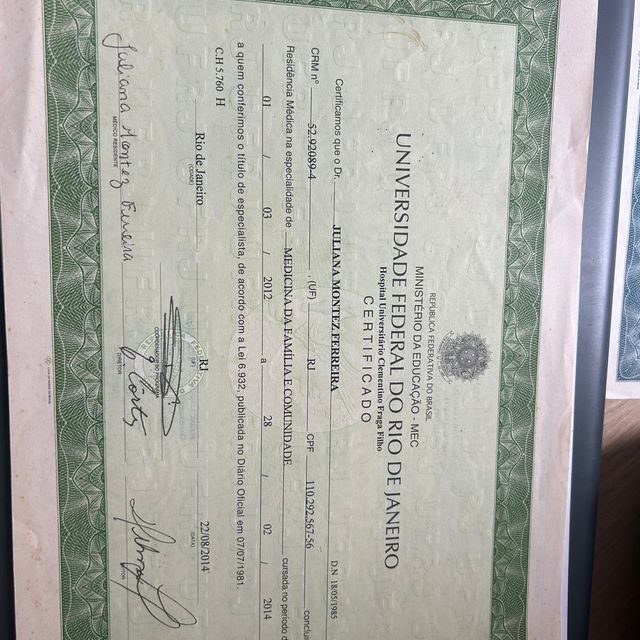 REPÚBLICA FEDERATIVA DO BRASIL
MINISTÉRIO DA EDUCAÇÃO - MEC
UNIVERSIDADE FEDERAL DO RIO DE JANEIRO
Hospital Universitário Clementino Fraga Filho
CERTIFICADO
Certificamos que o Dr. JULIANA MONTEZ FERREIRA D.N. 18/05/1985
CRM nº 52.92089-4, (UF) RJ CPF 110.292.567-56 conclui
Residência Médica na especialidade de MEDICINA DA FAMÍLIA E COMUNIDADE cursada no período d
01 / 03 / 2012 a 28 / 02 / 2014
a quem conferimos o título de especialista, de acordo com a Lei 6.932, publicada no Diário Oficial em 07/07/1981.
C.H 5.760 H
Rio de Janeiro RJ 22/08/2014
(CIDADE) (DATA)
Juliana Montez Ferreira
MÉDICO RESIDENTE
COORDENADOR DO PROGRAMA
DIRETOR